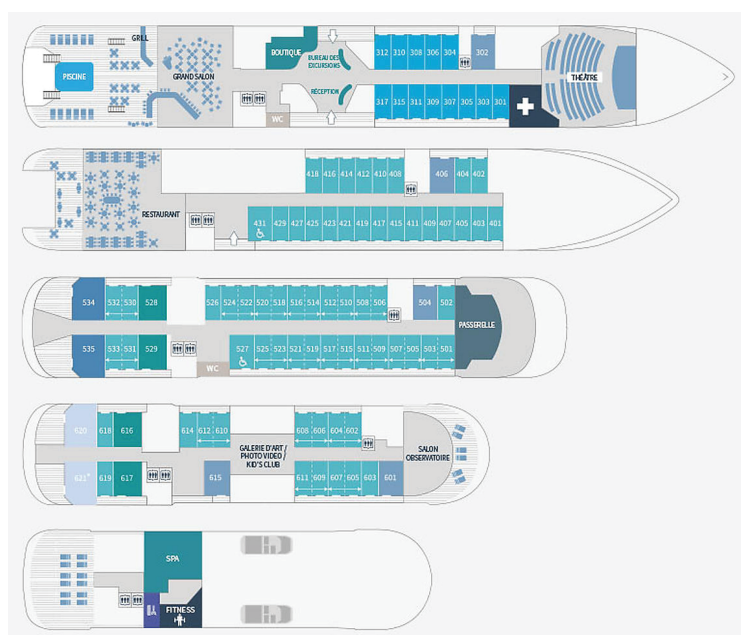 GRILL
PISCINE
GRAND SALON
BOUTIQUE
BUREAU DES
EXCURSIONS
RÉCEPTION
WC
312 310 308 306 304 302
317 315 311 309 307 305 303 301
THÉÂTRE
RESTAURANT
418 416 414 412 410 408 406 404 402
431 429 427 425 423 421 419 417 415 411 409 407 405 403 401
534 532 530 528 526 524 522 520 518 516 514 512 510 508 506 504 502
535 533 531 529 527 525 523 521 519 517 515 511 509 507 505 503 501
WC
PASSERELLE
620 618 616 614 612 610 608 606 604 602
621* 619 617 615 611 609 607 605 603 601
GALERIE D'ART/
PHOTO VIDEO/
KID'S CLUB
SALON
OBSERVATOIRE
SPA
FITNESS